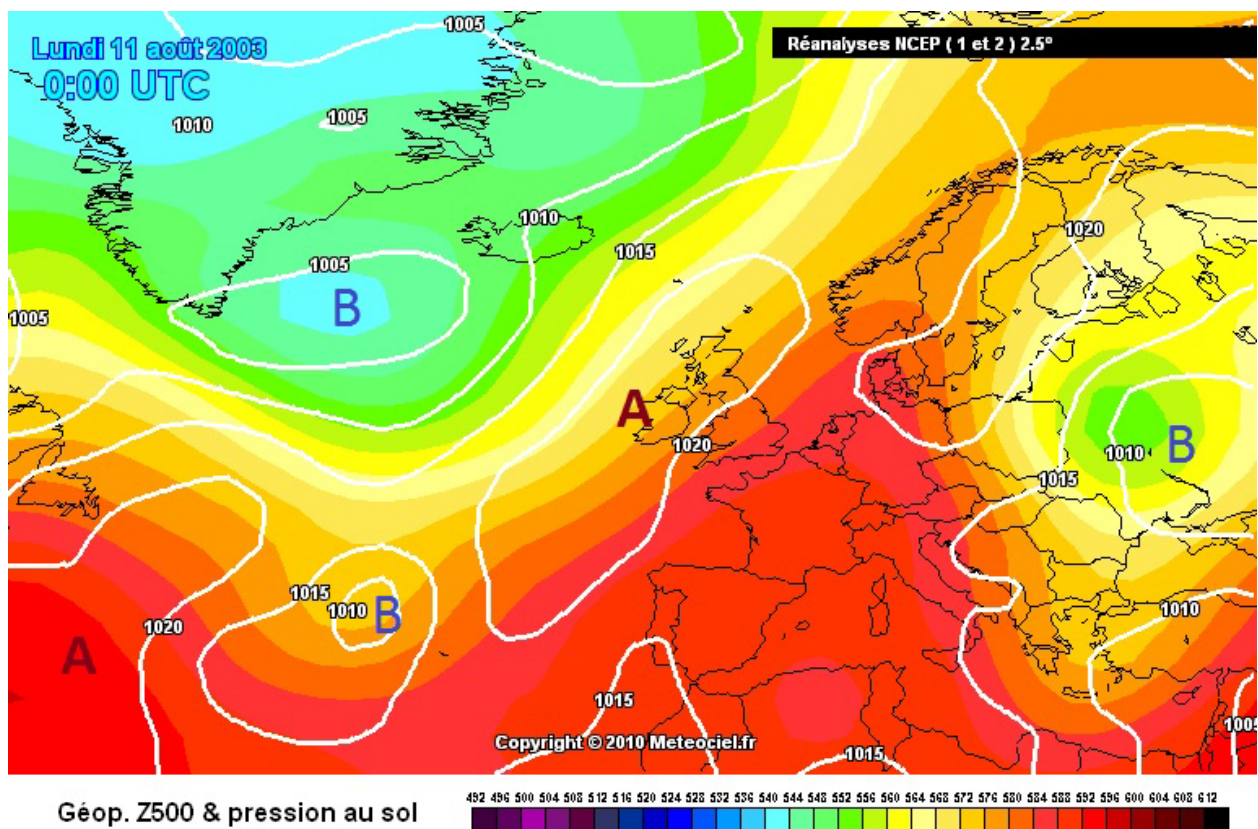 1005
Lundi 11 août 2003
0:00 UTC
Réanalyses NCEP ( 1 et 2 ) 2.5°
1010
1005
1010
1020
1015
1005
B
1005
A
1020
1010
B
1015
1015
1010
B
1020
1010
A
1015
1005
Copyright © 2010 Meteociel.fr
1015
Géop. Z500 & pression au sol
492 496 500 504 508 512 516 520 524 528 532 536 540 544 548 552 556 560 564 568 572 576 580 584 588 592 596 600 604 608 612